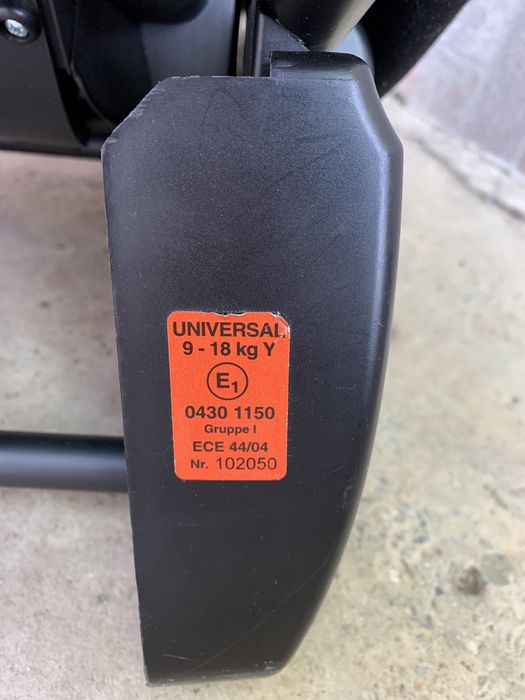 UNIVERSAL
9 - 18 kg Y
E1
0430 1150
Gruppe I
ECE 44/04
Nr. 102050